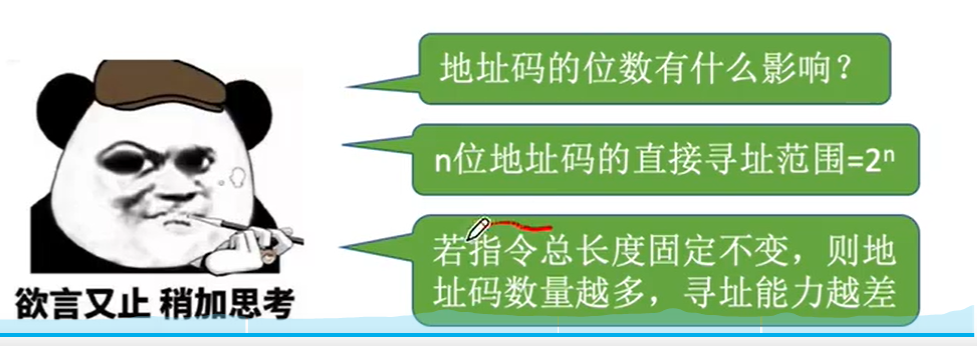 地址码的位数有什么影响？
n位地址码的直接寻址范围=2ⁿ
若指令总长度固定不变，则地
址码数量越多，寻址能力越差
欲言又止 稍加思考